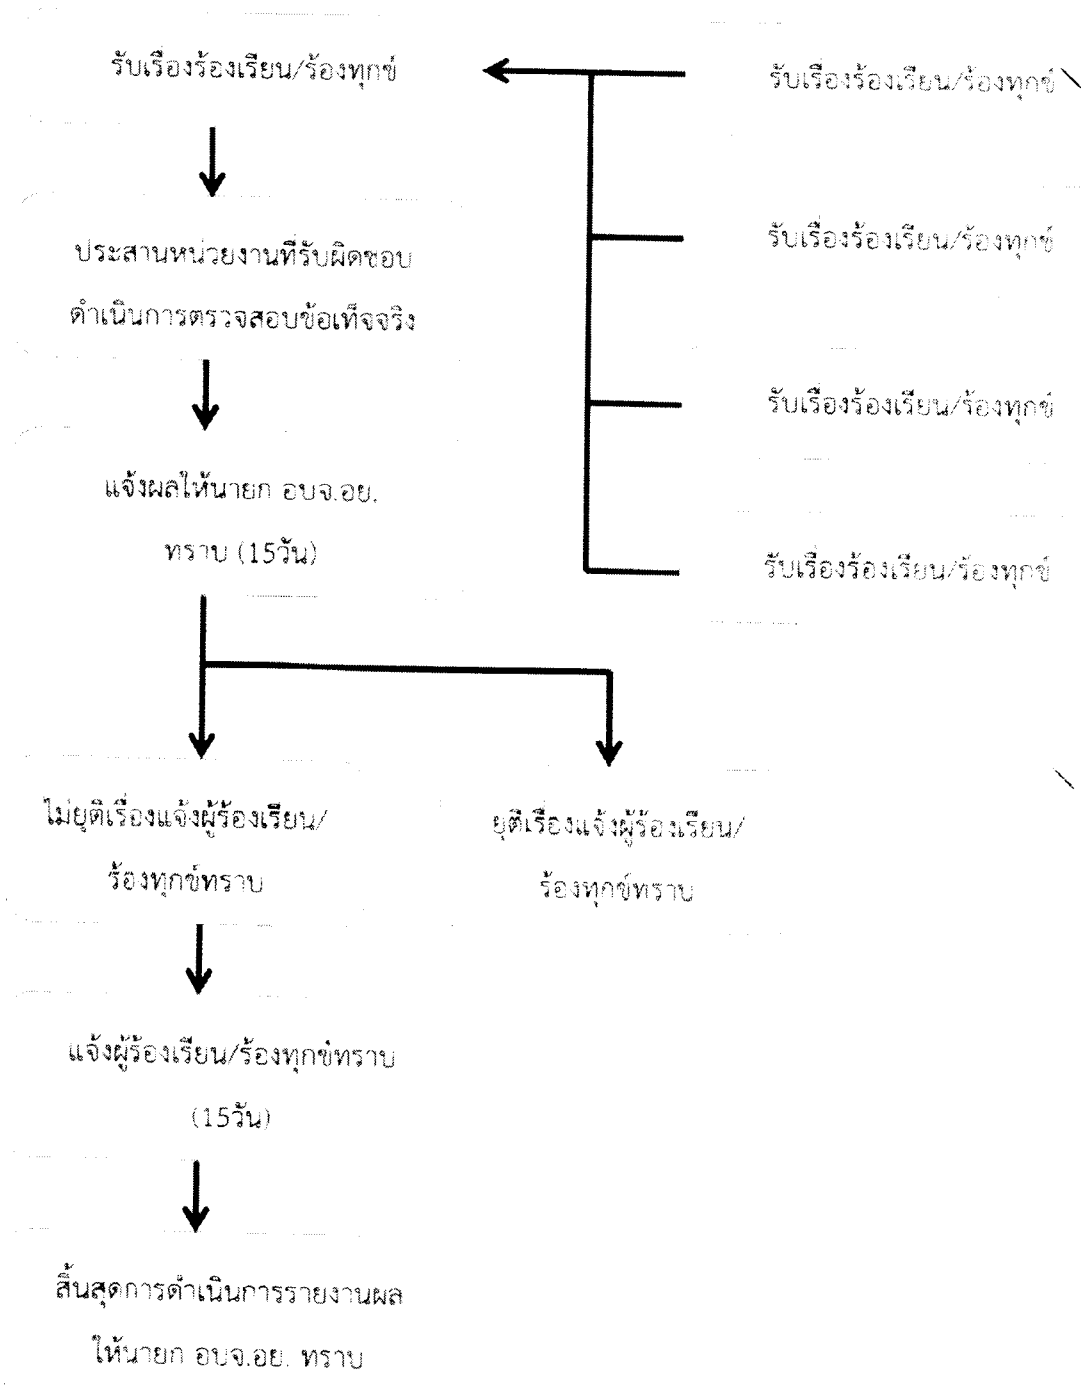 รับเรื่องร้องเรียน/ร้องทุกข์
รับเรื่องร้องเรียน/ร้องทุกข์
รับเรื่องร้องเรียน/ร้องทุกข์
รับเรื่องร้องเรียน/ร้องทุกข์
รับเรื่องร้องเรียน/ร้องทุกข์
ประสานหน่วยงานที่รับผิดชอบ
ดำเนินการตรวจสอบข้อเท็จจริง
แจ้งผลให้นายก อบจ.อย.
ทราบ (15วัน)
ไม่ยุติเรื่องแจ้งผู้ร้องเรียน/
ร้องทุกข์ทราบ
ยุติเรื่องแจ้งผู้ร้องเรียน/
ร้องทุกข์ทราบ
แจ้งผู้ร้องเรียน/ร้องทุกข์ทราบ
(15วัน)
สิ้นสุดการดำเนินการรายงานผล
ให้นายก อบจ.อย. ทราบ